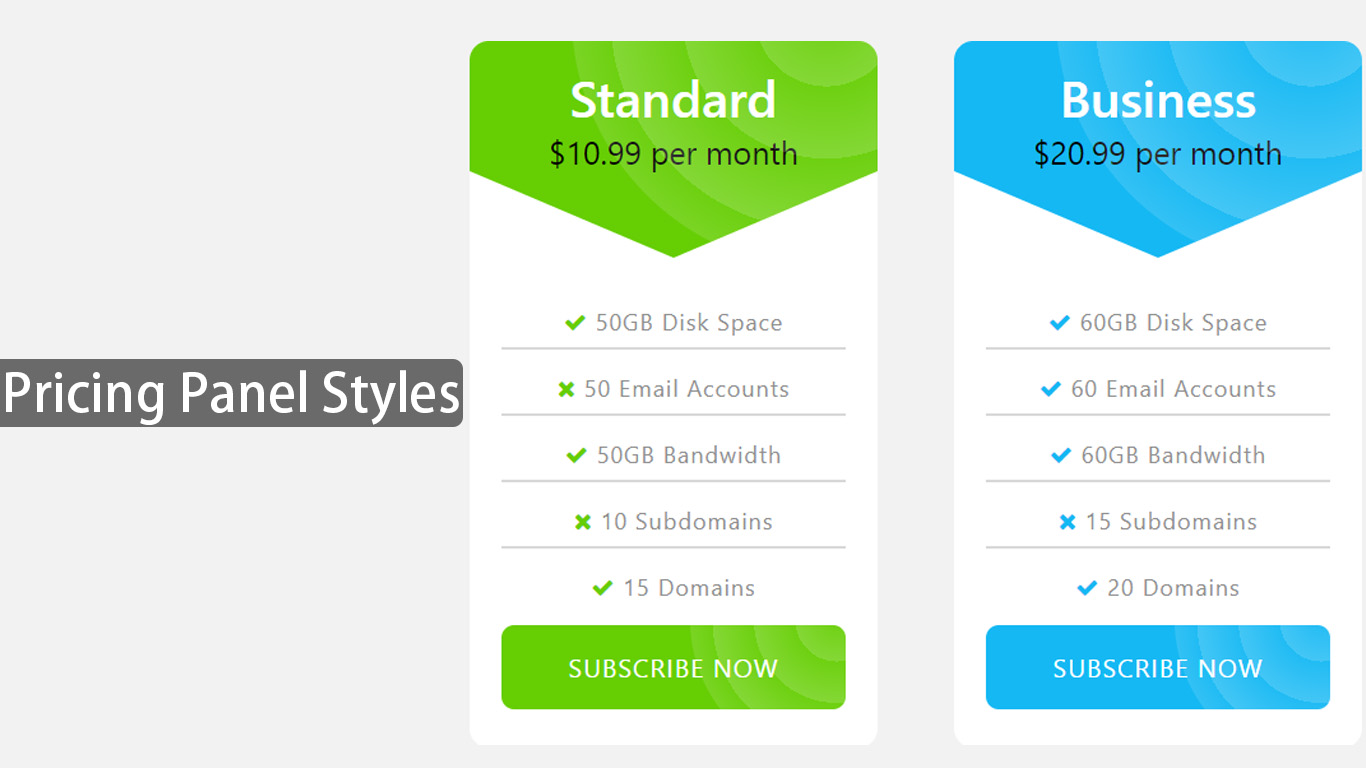 Pricing Panel Styles
Standard
$10.99 per month
50GB Disk Space
50 Email Accounts
50GB Bandwidth
10 Subdomains
15 Domains
SUBSCRIBE NOW
Business
$20.99 per month
60GB Disk Space
60 Email Accounts
60GB Bandwidth
15 Subdomains
20 Domains
SUBSCRIBE NOW